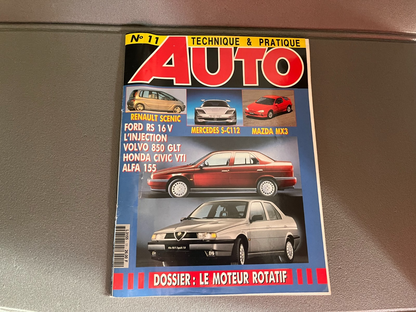 N° 11
TECHNIQUE & PRATIQUE
AUTO
RENAULT SCENIC
MERCEDES S-C112
MAZDA MX3
FORD RS 16V
L'INJECTION
VOLVO 850 GLT
HONDA CIVIC VTI
ALFA 155
DOSSIER : LE MOTEUR ROTATIF